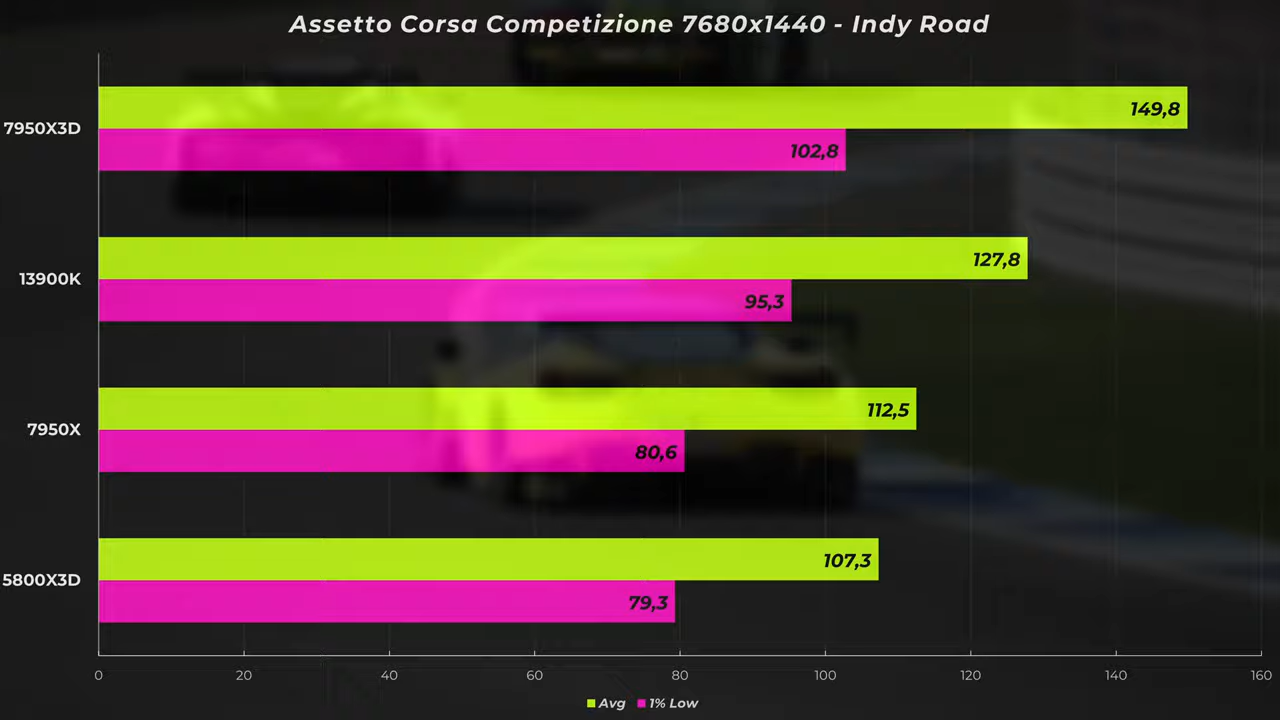 Assetto Corsa Competizione 7680x1440 - Indy Road
7950X3D
149,8
102,8
13900K
127,8
95,3
7950X
112,5
80,6
5800X3D
107,3
79,3
0 20 40 60 80 100 120 140 160
Avg 1% Low